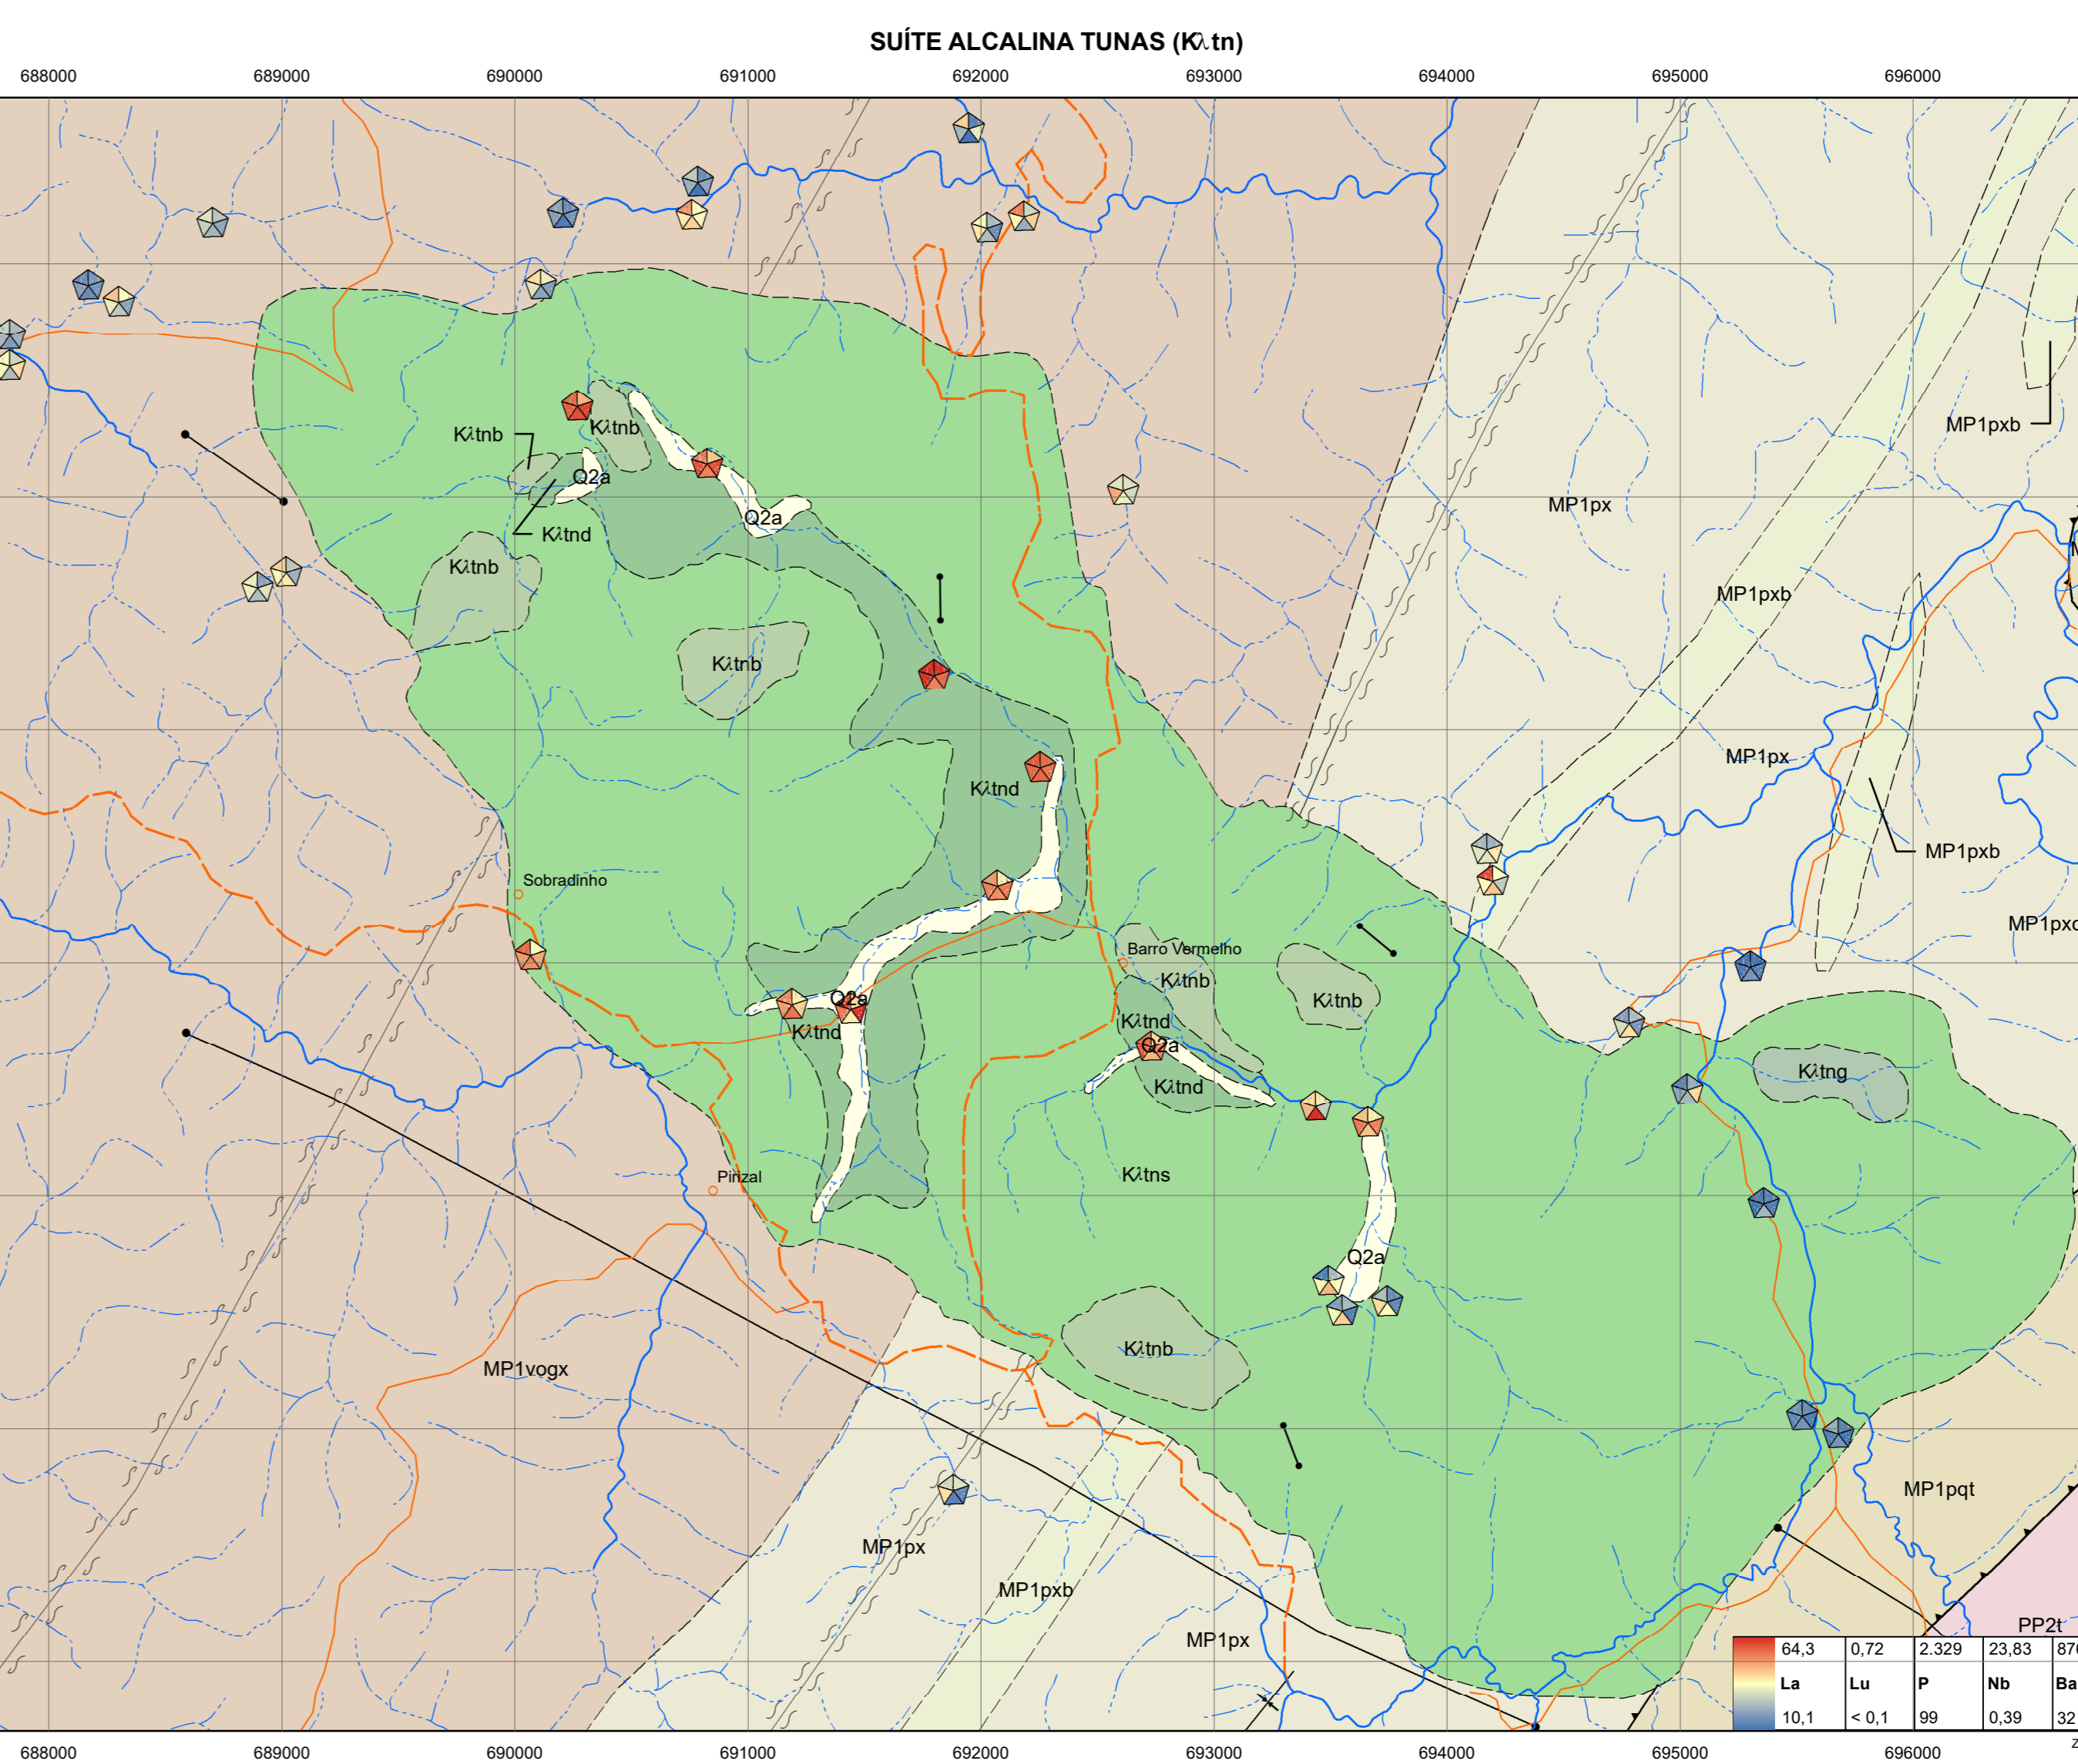 SUÍTE ALCALINA TUNAS (Kλtn)
688000 689000 690000 691000 692000 693000 694000 695000 696000
MP1pxb
Kλtnb
Kλtnb
Q2a
MP1px
Q2a
Kλtnd
Kλtnb
MP1pxb
Kλtnb
MP1px
Kλtnd
MP1pxb
Sobradinho
MP1pxc
Barro Vermelho
Kλtnb
Q2a
Kλtnb
Kλtnd
Kλtnd
Q2a
Kλtng
Kλtnd
Kλtns
Pirizal
Q2a
Kλtnb
MP1vogx
MP1pqt
MP1px
MP1pxb
PP2t
MP1px
64,3 0,72 2.329 23,83 870
La Lu P Nb Ba
10,1 < 0,1 99 0,39 32
688000 689000 690000 691000 692000 693000 694000 695000 696000